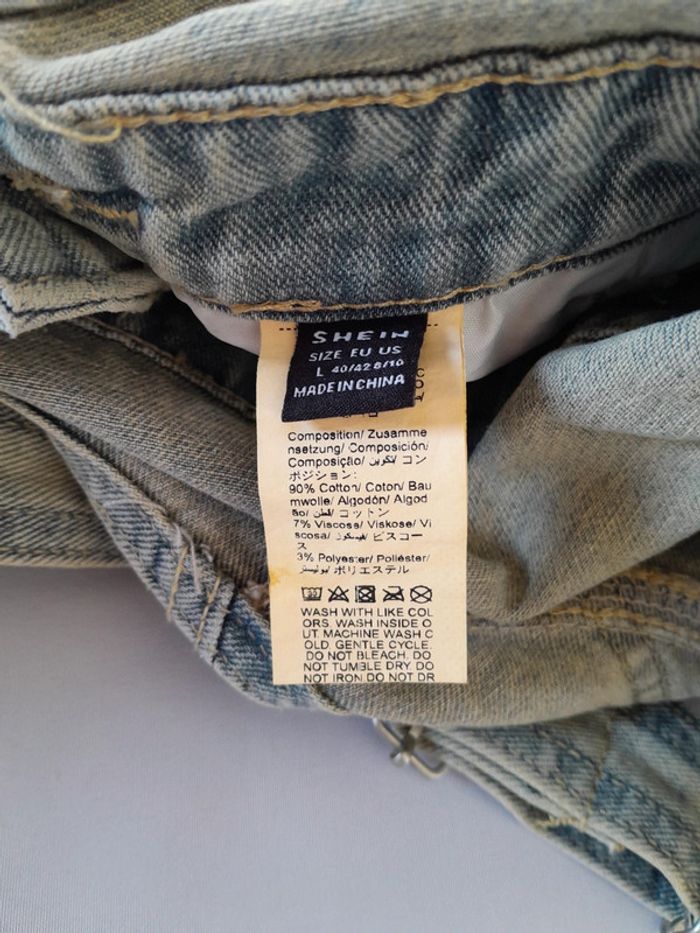 SHEIN
SIZE EU US
L 40/42 8/10
MADE IN CHINA
Composition/ Zusamme
nsetzung/ Composición/
Composição/ تكوين/ コン
ポジション:
90% Cotton/ Coton/ Bau
mwolle/ Algodón/ Algod
ão/ قطن/ コットン
7% Viscose/ Viskose/ Vi
scosa/ فيسكوز/ ビスコー
ス
3% Polyester/ Poliéster/
بوليستر/ ポリエステル
WASH WITH LIKE COL
ORS. WASH INSIDE O
UT. MACHINE WASH C
OLD. GENTLE CYCLE.
DO NOT BLEACH. DO
NOT TUMBLE DRY. DO
NOT IRON. DO NOT DR